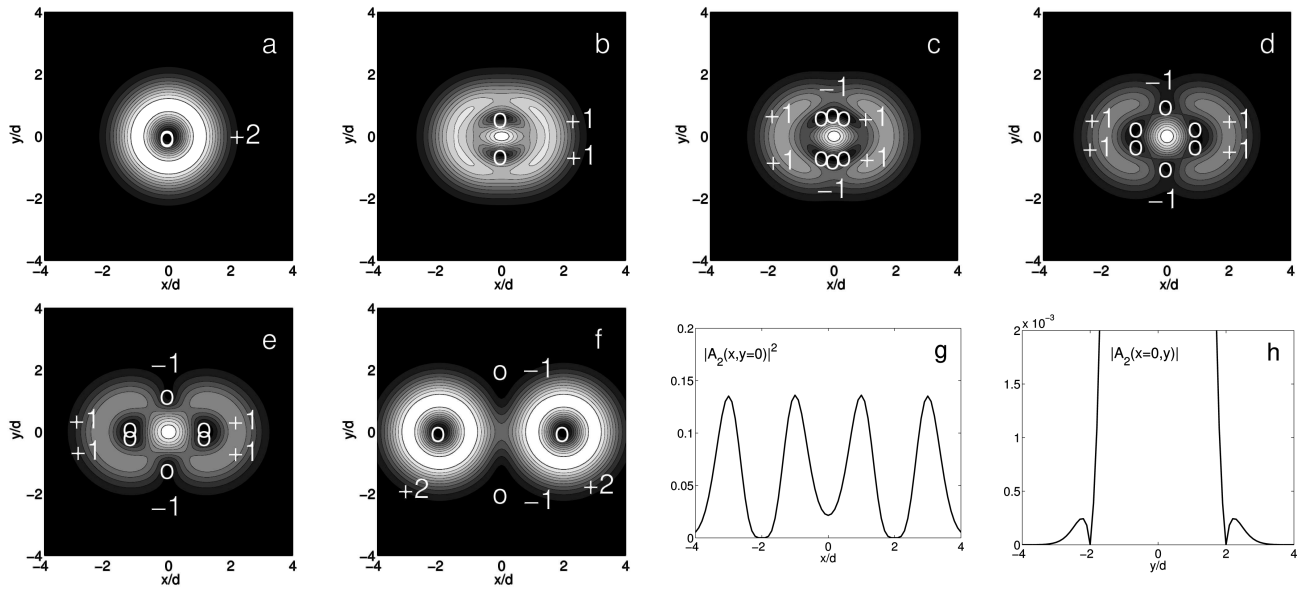 a
4
2
0
−2
−4
−4 −2 0 2 4
x/d
y/d
o
+2
b
4
2
0
−2
−4
−4 −2 0 2 4
x/d
y/d
o
o
+1
+1
c
4
2
0
−2
−4
−4 −2 0 2 4
x/d
y/d
−1
+1 +1
o o o
o o o
+1 +1
−1
d
4
2
0
−2
−4
−4 −2 0 2 4
x/d
y/d
−1
o
+1 o o +1
+1 o o +1
o
−1
e
4
2
0
−2
−4
−4 −2 0 2 4
x/d
y/d
−1
o
+1 o o +1
+1 o o +1
o
−1
f
4
2
0
−2
−4
−4 −2 0 2 4
x/d
y/d
o −1
o o
+2 +2
o −1
g
|A₂(x,y=0)|²
0.2
0.15
0.1
0.05
0
−4 −2 0 2 4
x/d
h
x 10⁻³
|A₂(x=0,y)|
2
1.5
1
0.5
0
−4 −2 0 2 4
y/d